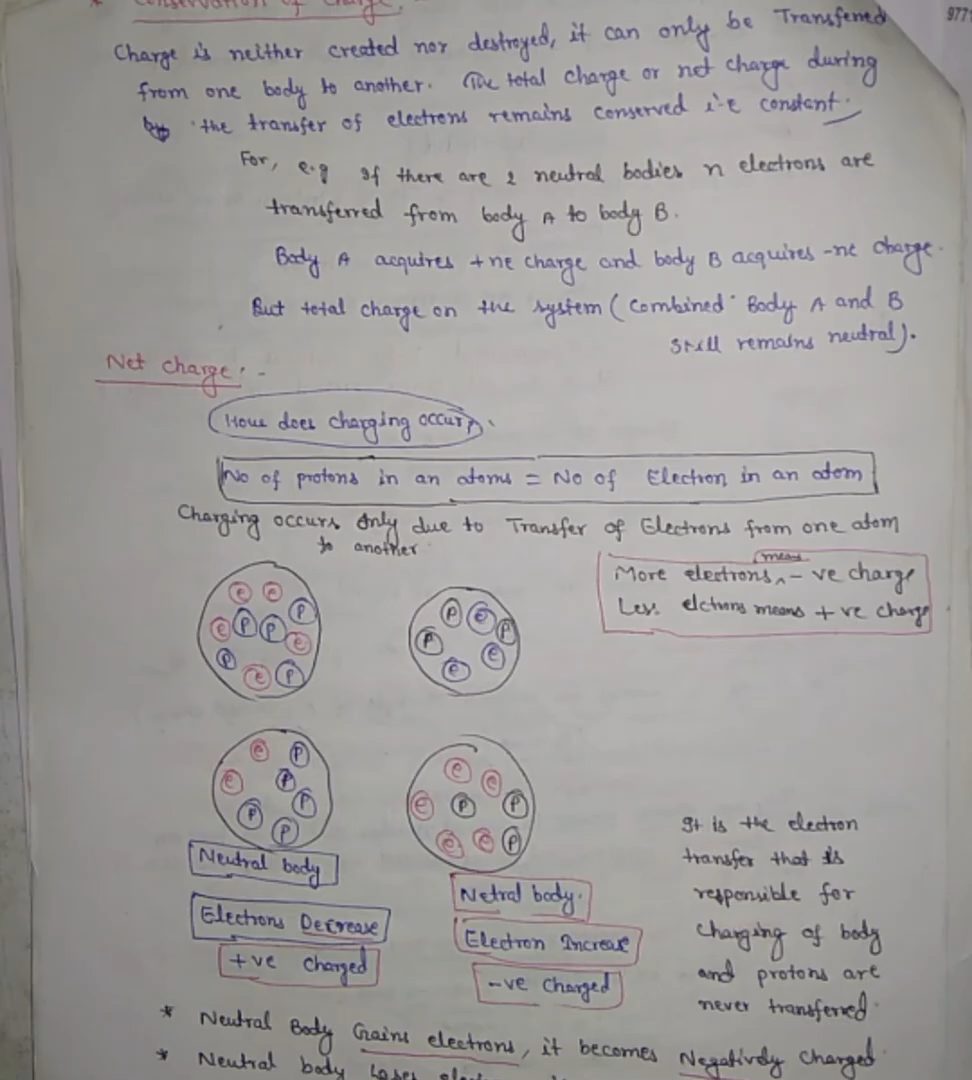 * Conservation of Charge.
977
Charge is neither created nor destroyed, it can only be Transferred
from one body to another. The total charge or net charge during
the transfer of electrons remains conserved i.e constant.
For, e.g If there are 2 neutral bodies n electrons are
transferred from body A to body B.
Body A acquires +ne charge and body B acquires -ne charge.
But total charge on the system (Combined Body A and B
still remains neutral).
Net charge: -
How does charging occur?
No of protons in an atoms = No of Electron in an atom
Charging occurs Only due to Transfer of Electrons from one atom
to another
More electrons means - ve charge
Less elctrons means + ve charge
e e P
e P P e
P e P
P e P
P e
e
e P
e P
P P
P
e e
e P P
e e P
Neutral body
Electrons Decrease
+ve charged
Netral body.
Electron Increase
-ve charged
It is the electron
transfer that is
responsible for
charging of body
and protons are
never transferred.
* Neutral Body Gains electrons, it becomes Negatively Charged
* Neutral body Loses